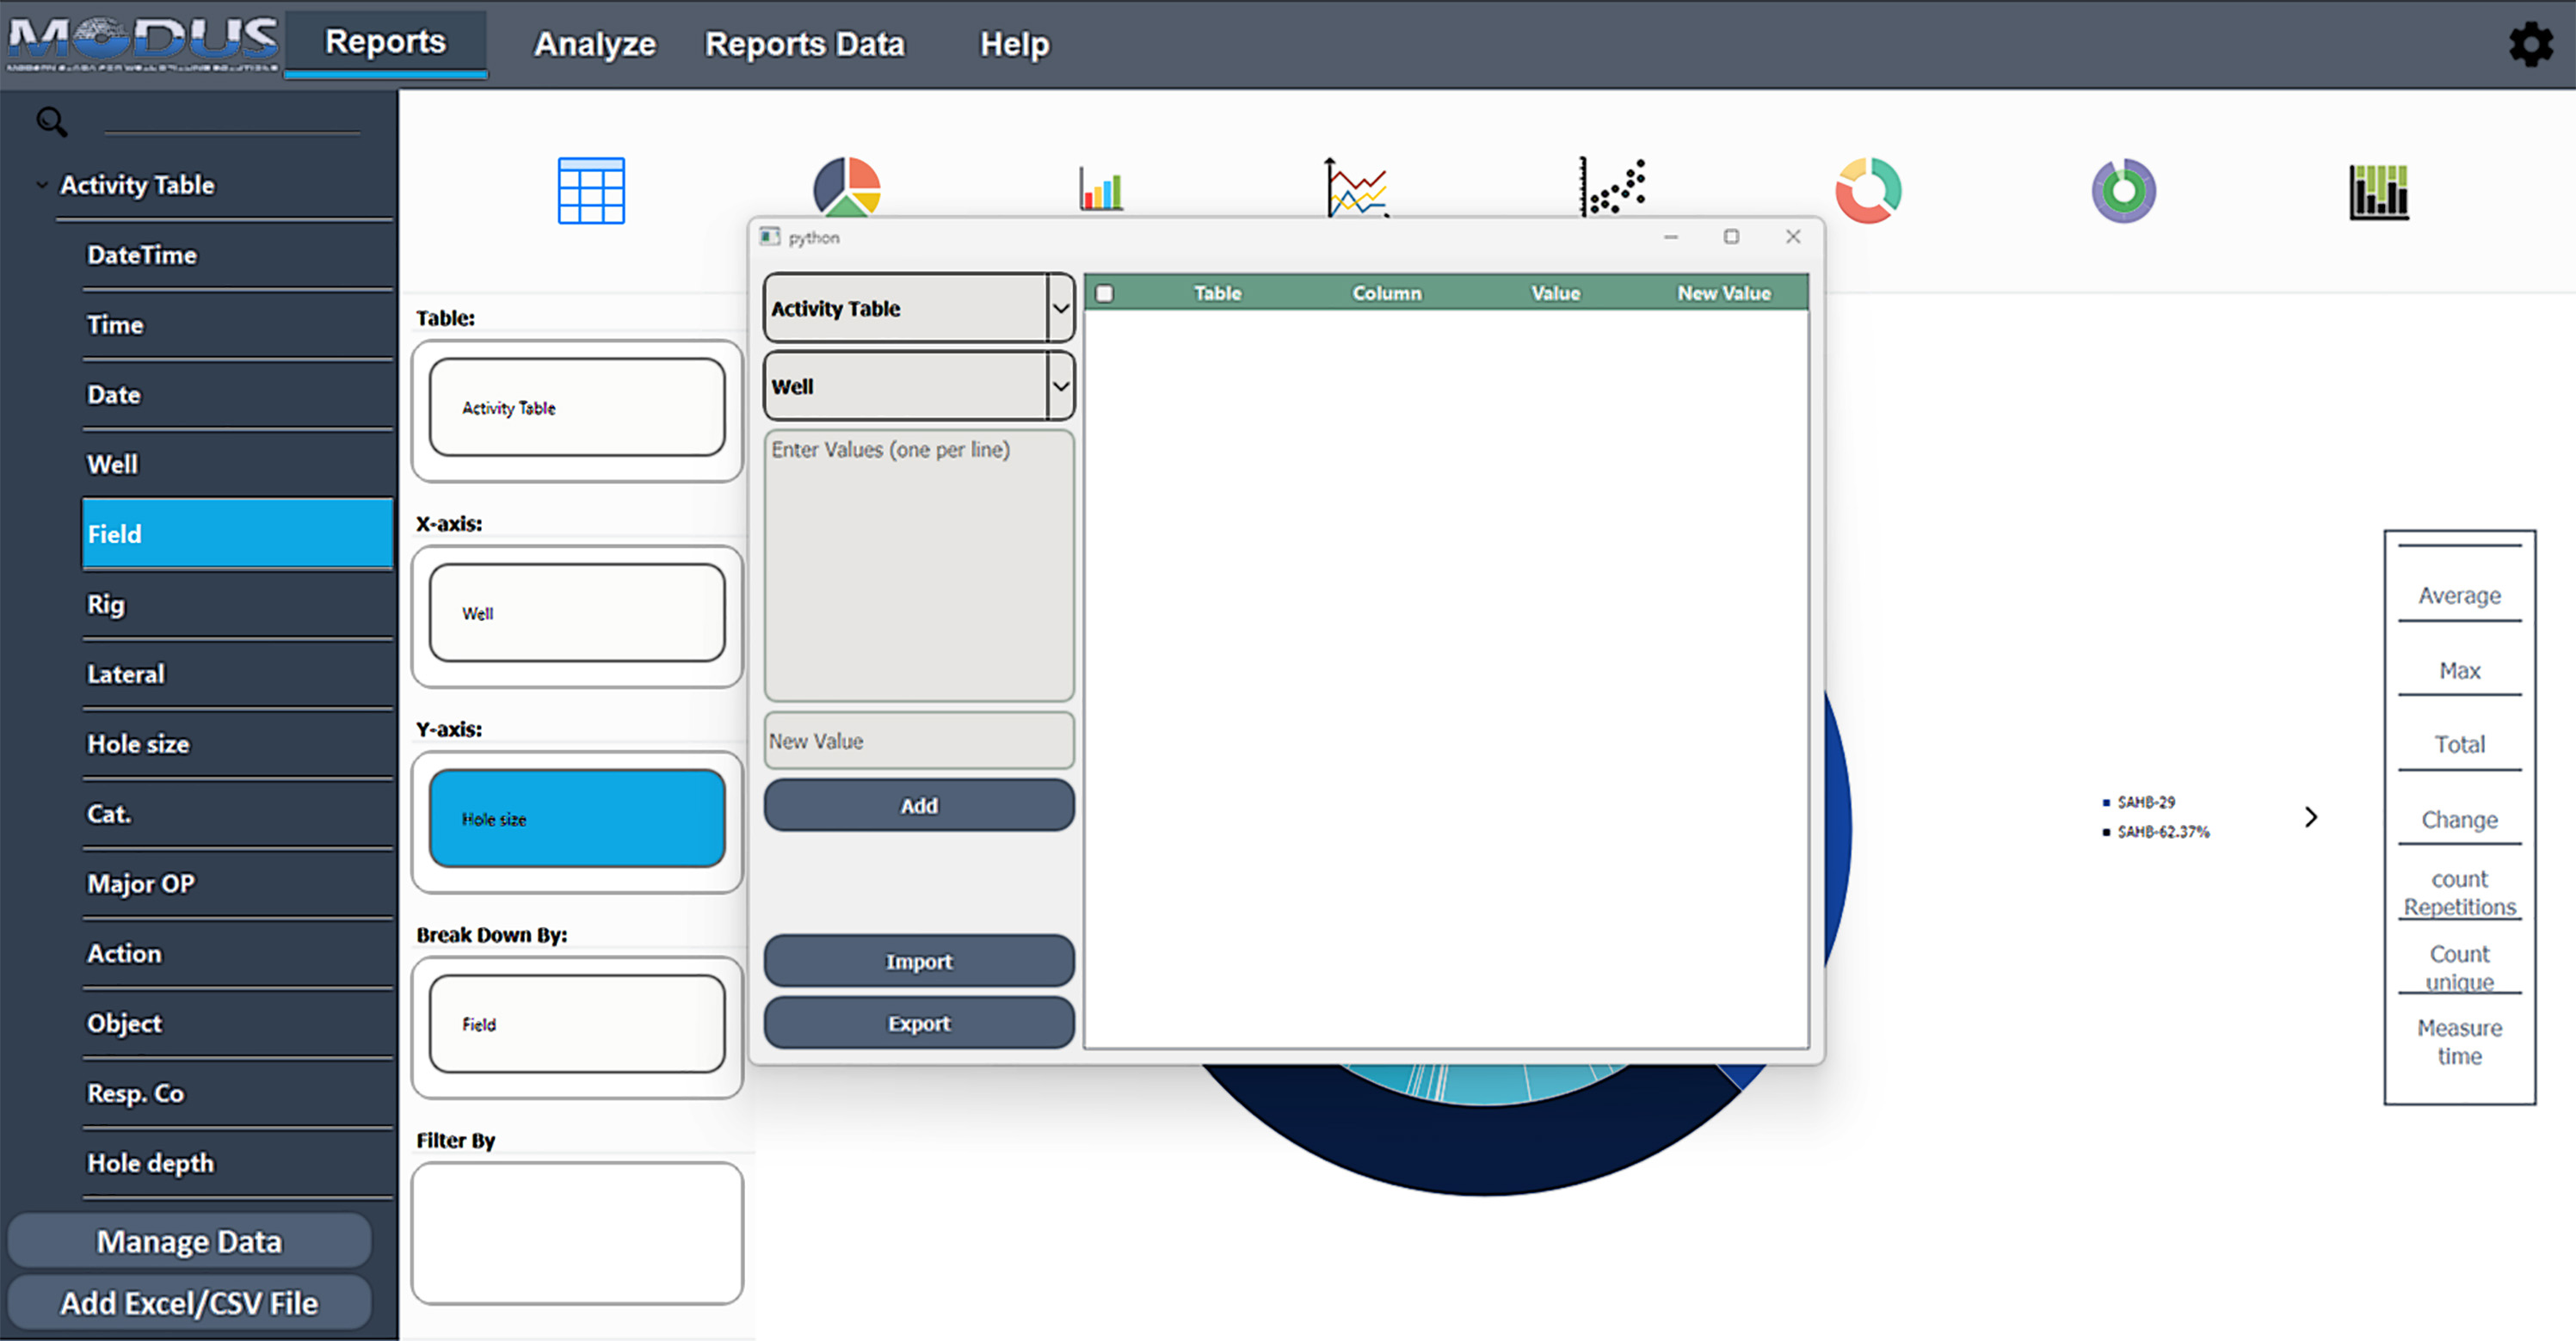 MODUS
Reports
Analyze
Reports Data
Help
Activity Table
DateTime
Time
Date
Well
Field
Rig
Lateral
Hole size
Cat.
Major OP
Action
Object
Resp. Co
Hole depth
Manage Data
Add Excel/CSV File
Table:
Activity Table
X-axis:
Well
Y-axis:
Hole size
Break Down By:
Field
Filter By
python
Activity Table
Well
Enter Values (one per line)
New Value
Add
Import
Export
Table
Column
Value
New Value
SAHB-29
SAHB-62.37%
Average
Max
Total
Change
count
Repetitions
Count
unique
Measure
time